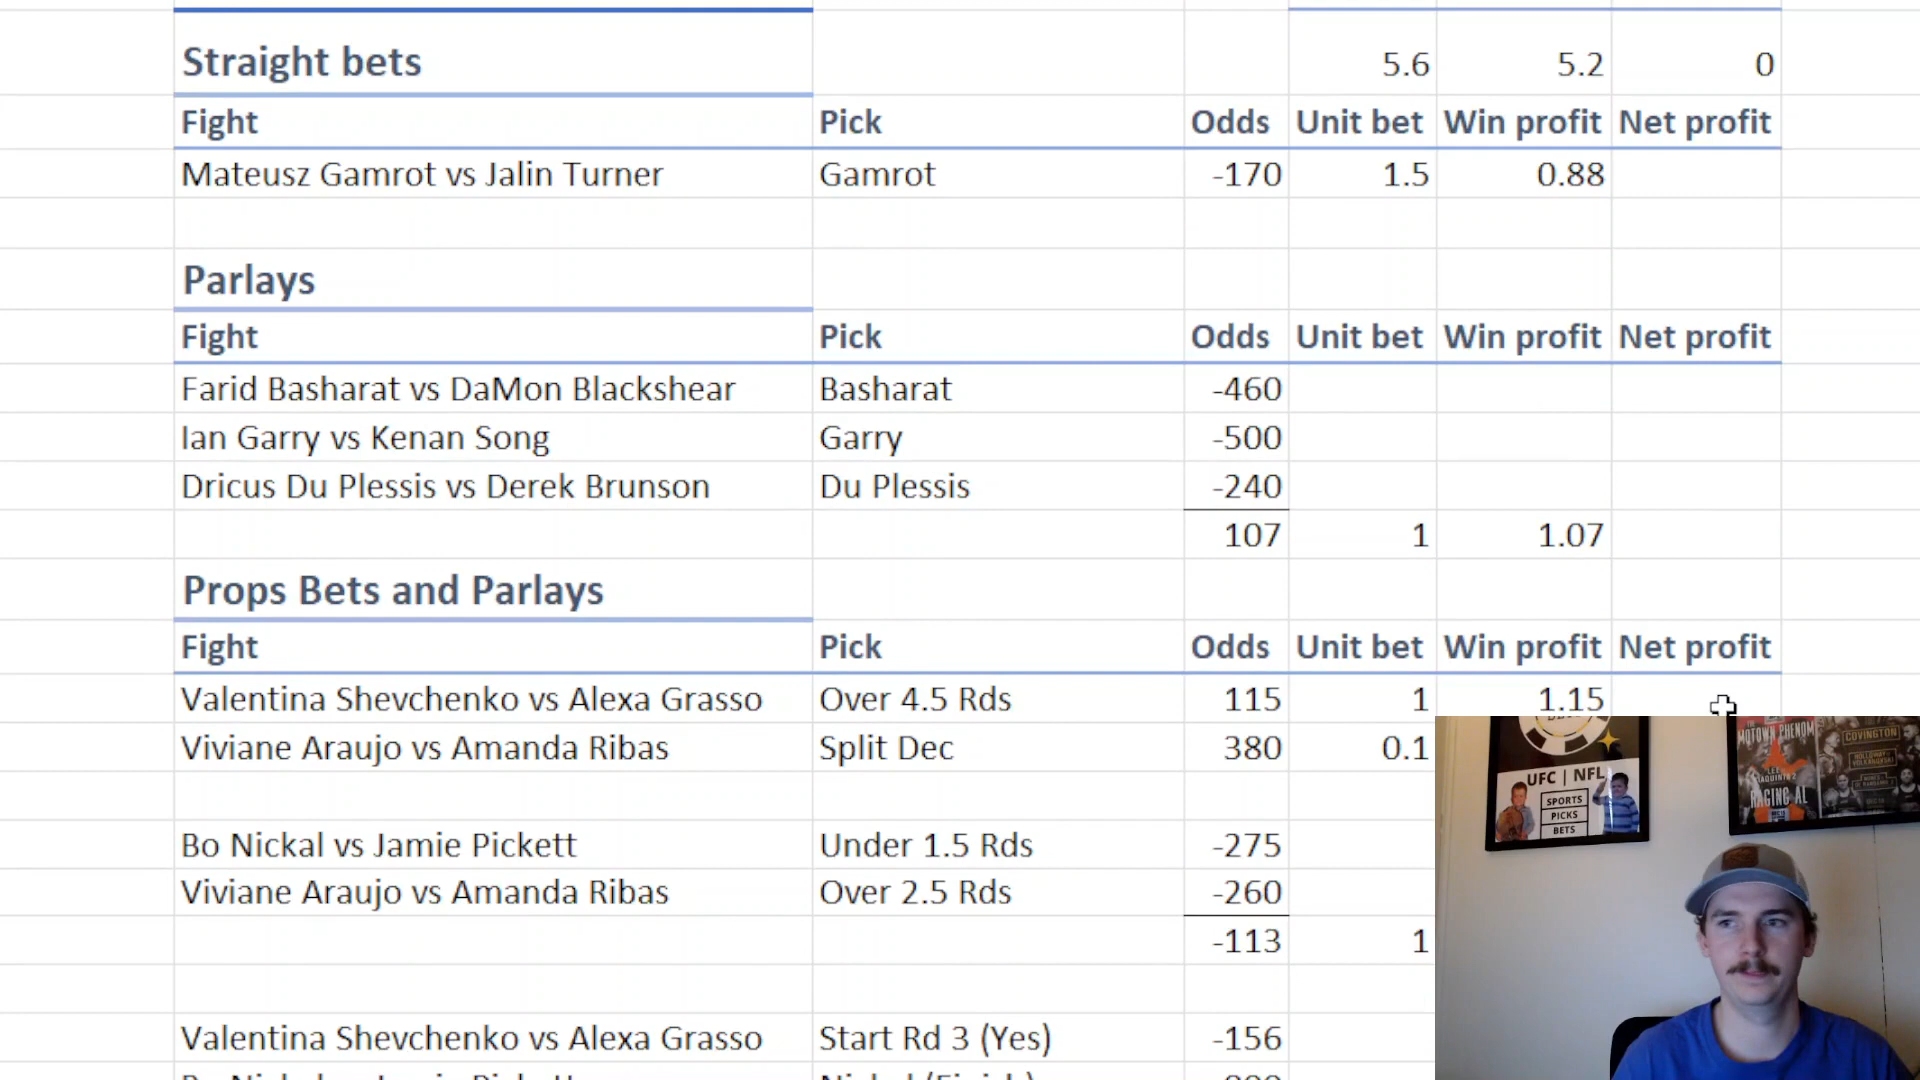 Straight bets 5.6 5.2 0
Fight Pick Odds Unit bet Win profit Net profit
Mateusz Gamrot vs Jalin Turner Gamrot -170 1.5 0.88
Parlays
Fight Pick Odds Unit bet Win profit Net profit
Farid Basharat vs DaMon Blackshear Basharat -460
Ian Garry vs Kenan Song Garry -500
Dricus Du Plessis vs Derek Brunson Du Plessis -240
107 1 1.07
Props Bets and Parlays
Fight Pick Odds Unit bet Win profit Net profit
Valentina Shevchenko vs Alexa Grasso Over 4.5 Rds 115 1 1.15
Viviane Araujo vs Amanda Ribas Split Dec 380 0.1
Bo Nickal vs Jamie Pickett Under 1.5 Rds -275
Viviane Araujo vs Amanda Ribas Over 2.5 Rds -260
-113 1
Valentina Shevchenko vs Alexa Grasso Start Rd 3 (Yes) -156
UFC | NFL
SPORTS
PICKS
BETS
MOTOWN PHENOM
RAGING AL
COVINGTON